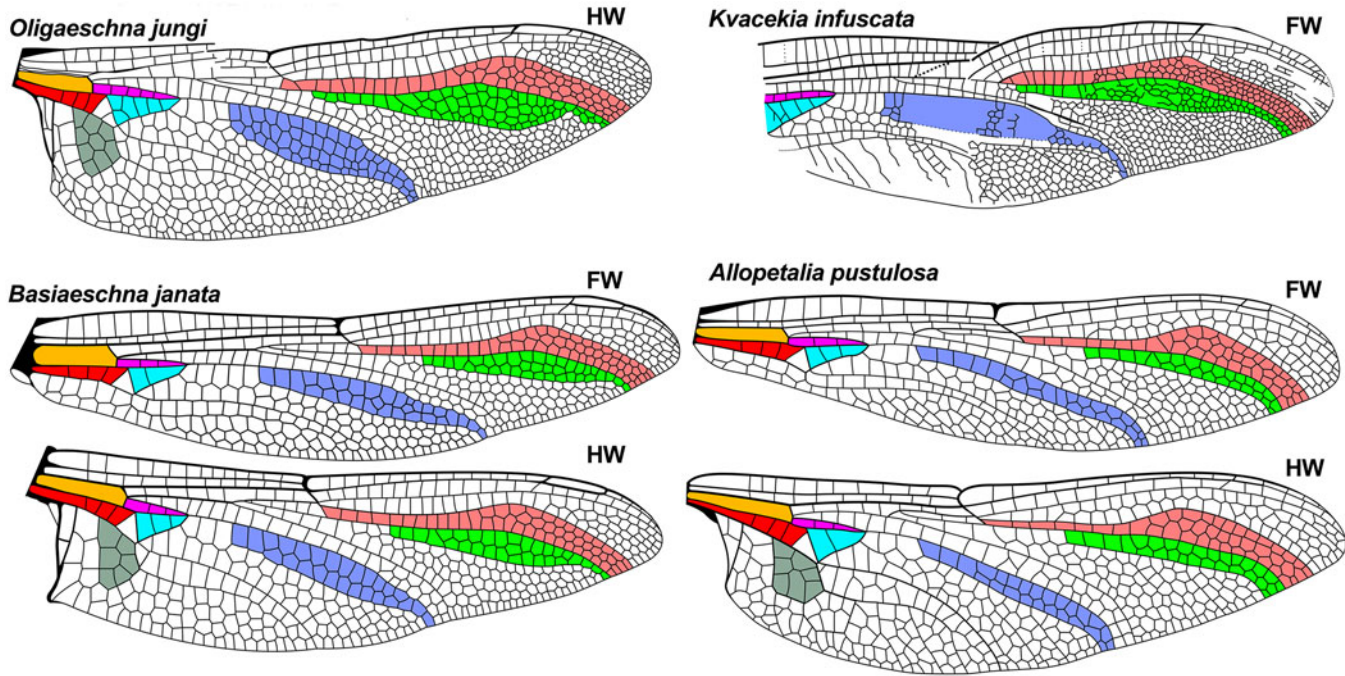 Oligaeschna jungi
HW
Kvacekia infuscata
FW
Basiaeschna janata
FW
Allopetalia pustulosa
FW
HW
HW